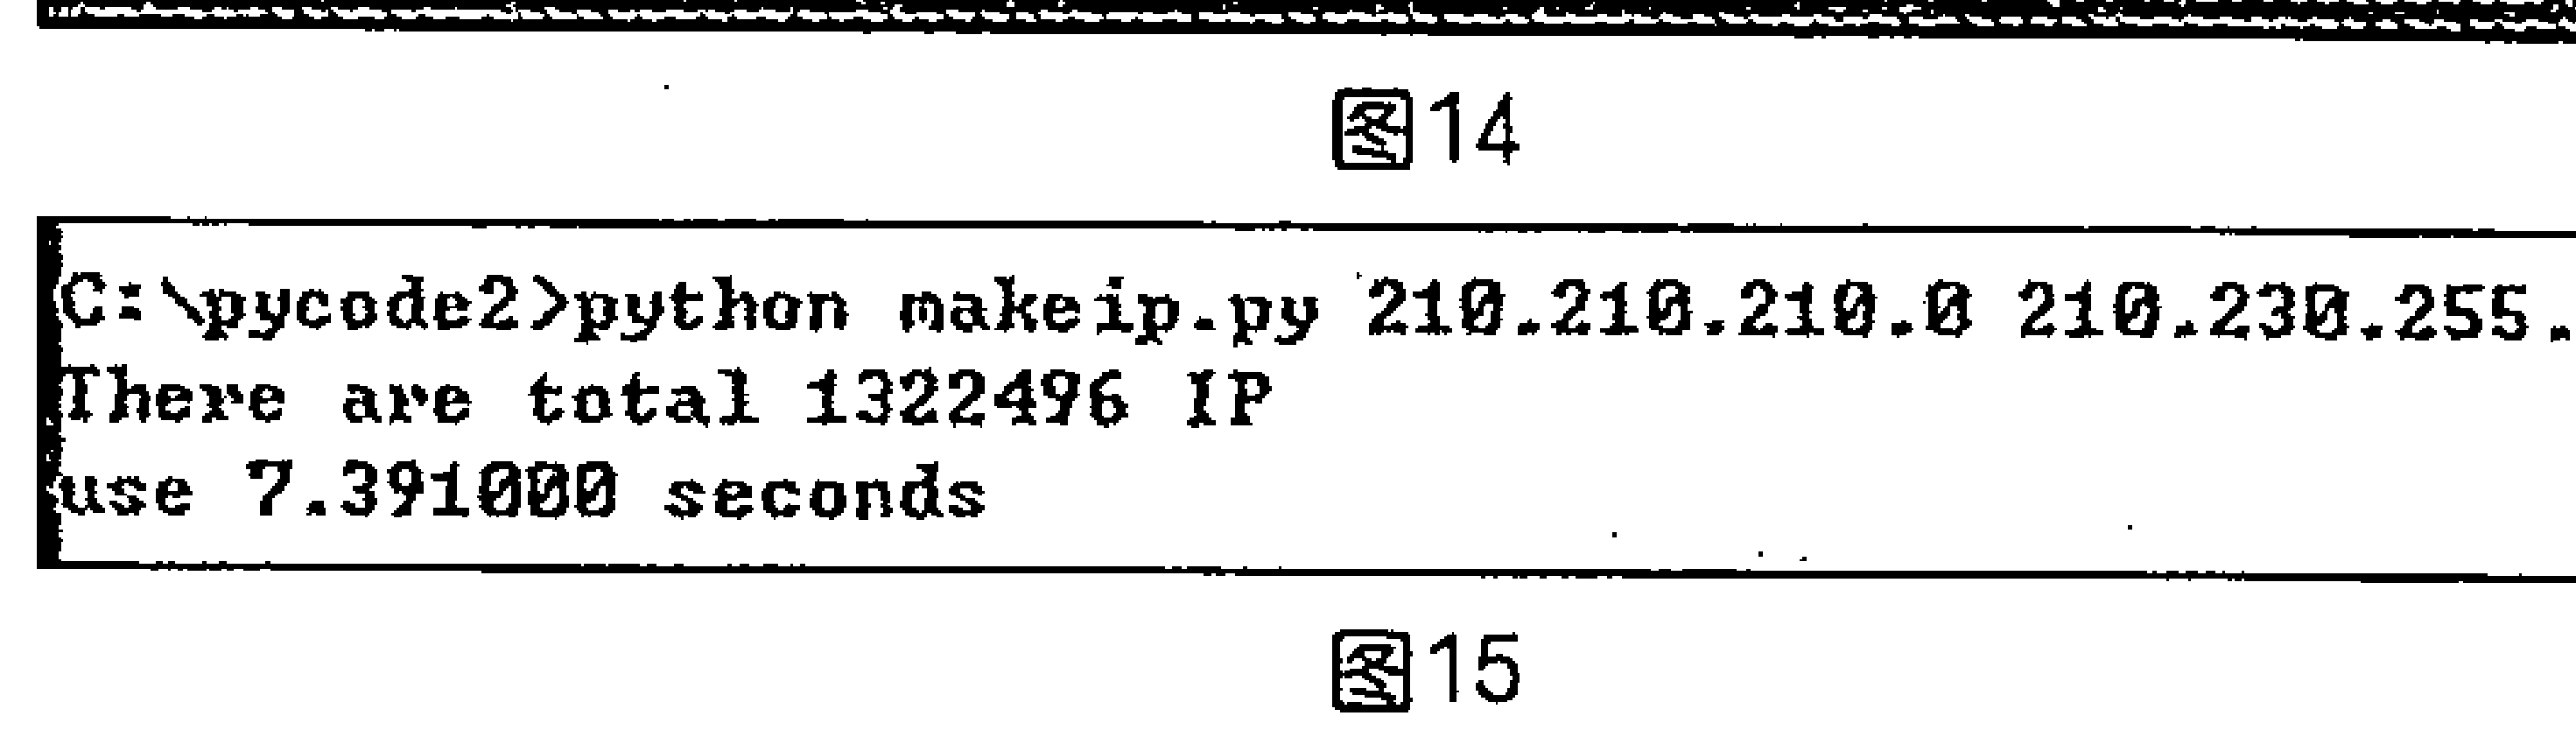 图14
C:\pycode2>python makeip.py 210.210.210.0 210.230.255.
There are total 1322496 IP
use 7.391000 seconds
图15